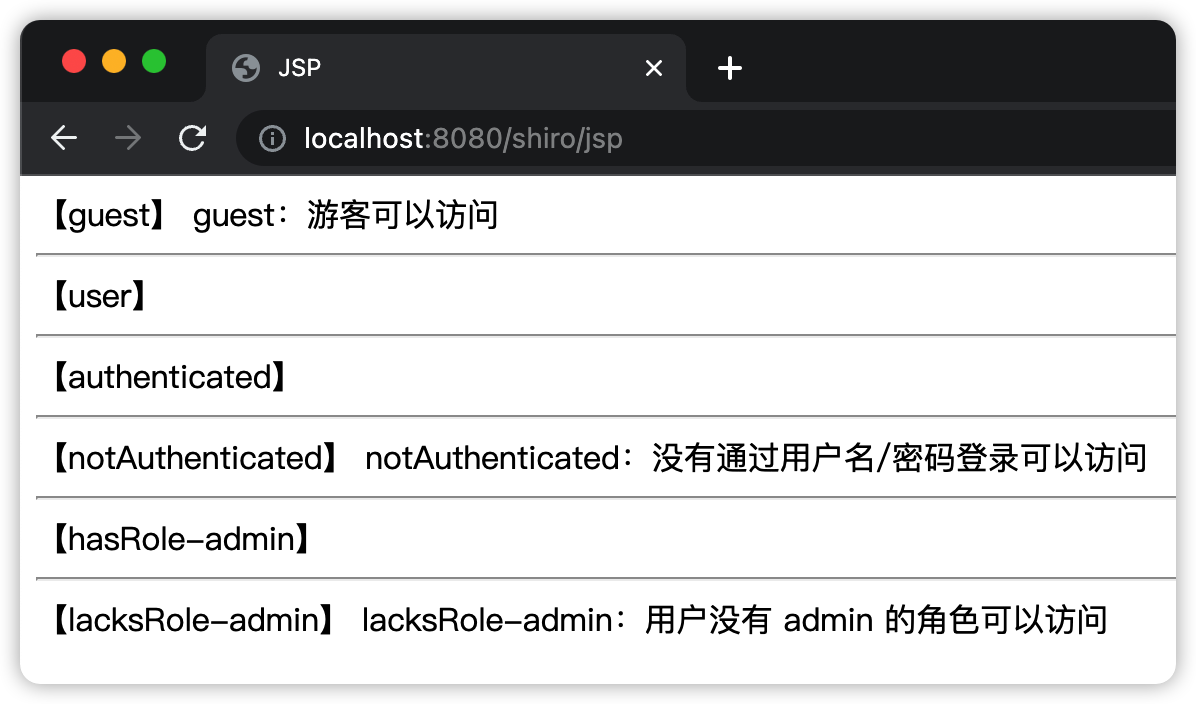 JSP
localhost:8080/shiro/jsp
【guest】 guest：游客可以访问
【user】
【authenticated】
【notAuthenticated】 notAuthenticated：没有通过用户名/密码登录可以访问
【hasRole-admin】
【lacksRole-admin】 lacksRole-admin：用户没有 admin 的角色可以访问